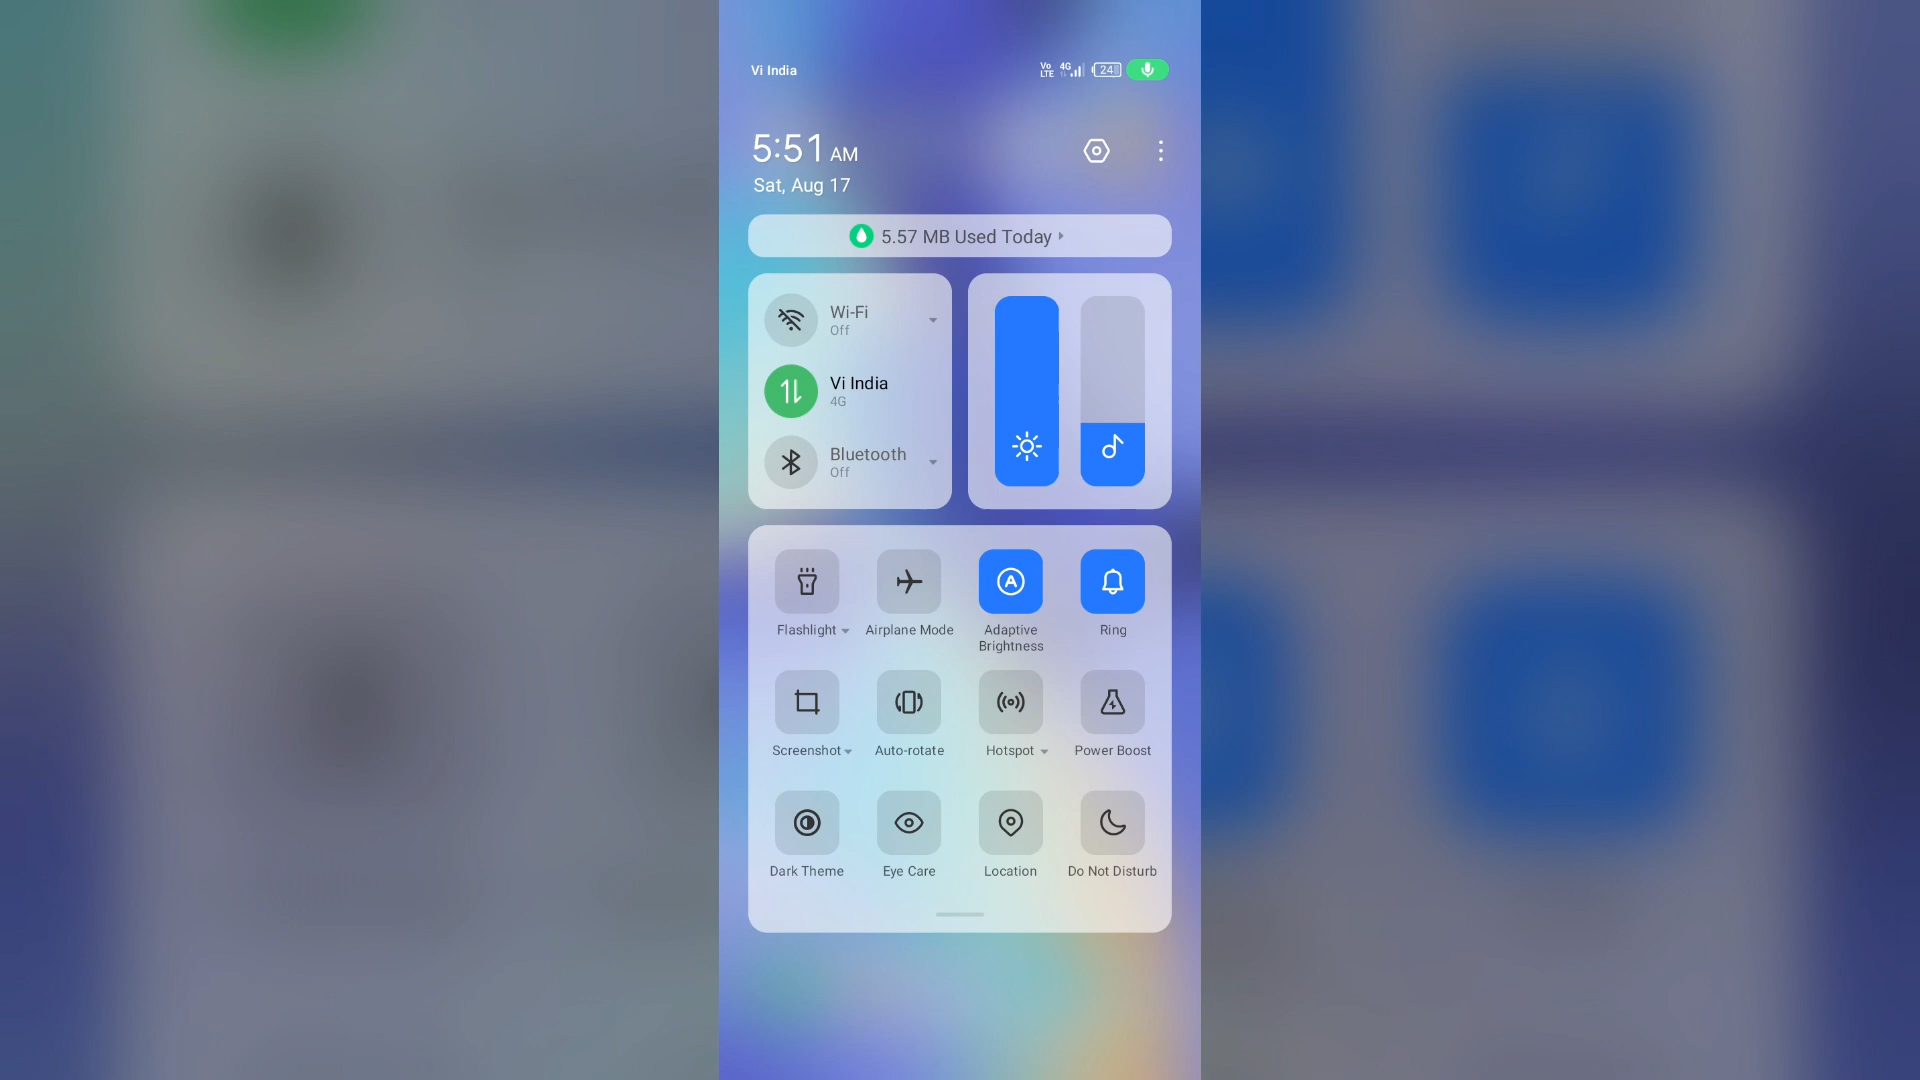 Vi India
Vo LTE 4G 24
5:51 AM
Sat, Aug 17
5.57 MB Used Today
Wi-Fi
Off
Vi India
4G
Bluetooth
Off
Flashlight
Airplane Mode
Adaptive
Brightness
Ring
Screenshot
Auto-rotate
Hotspot
Power Boost
Dark Theme
Eye Care
Location
Do Not Disturb